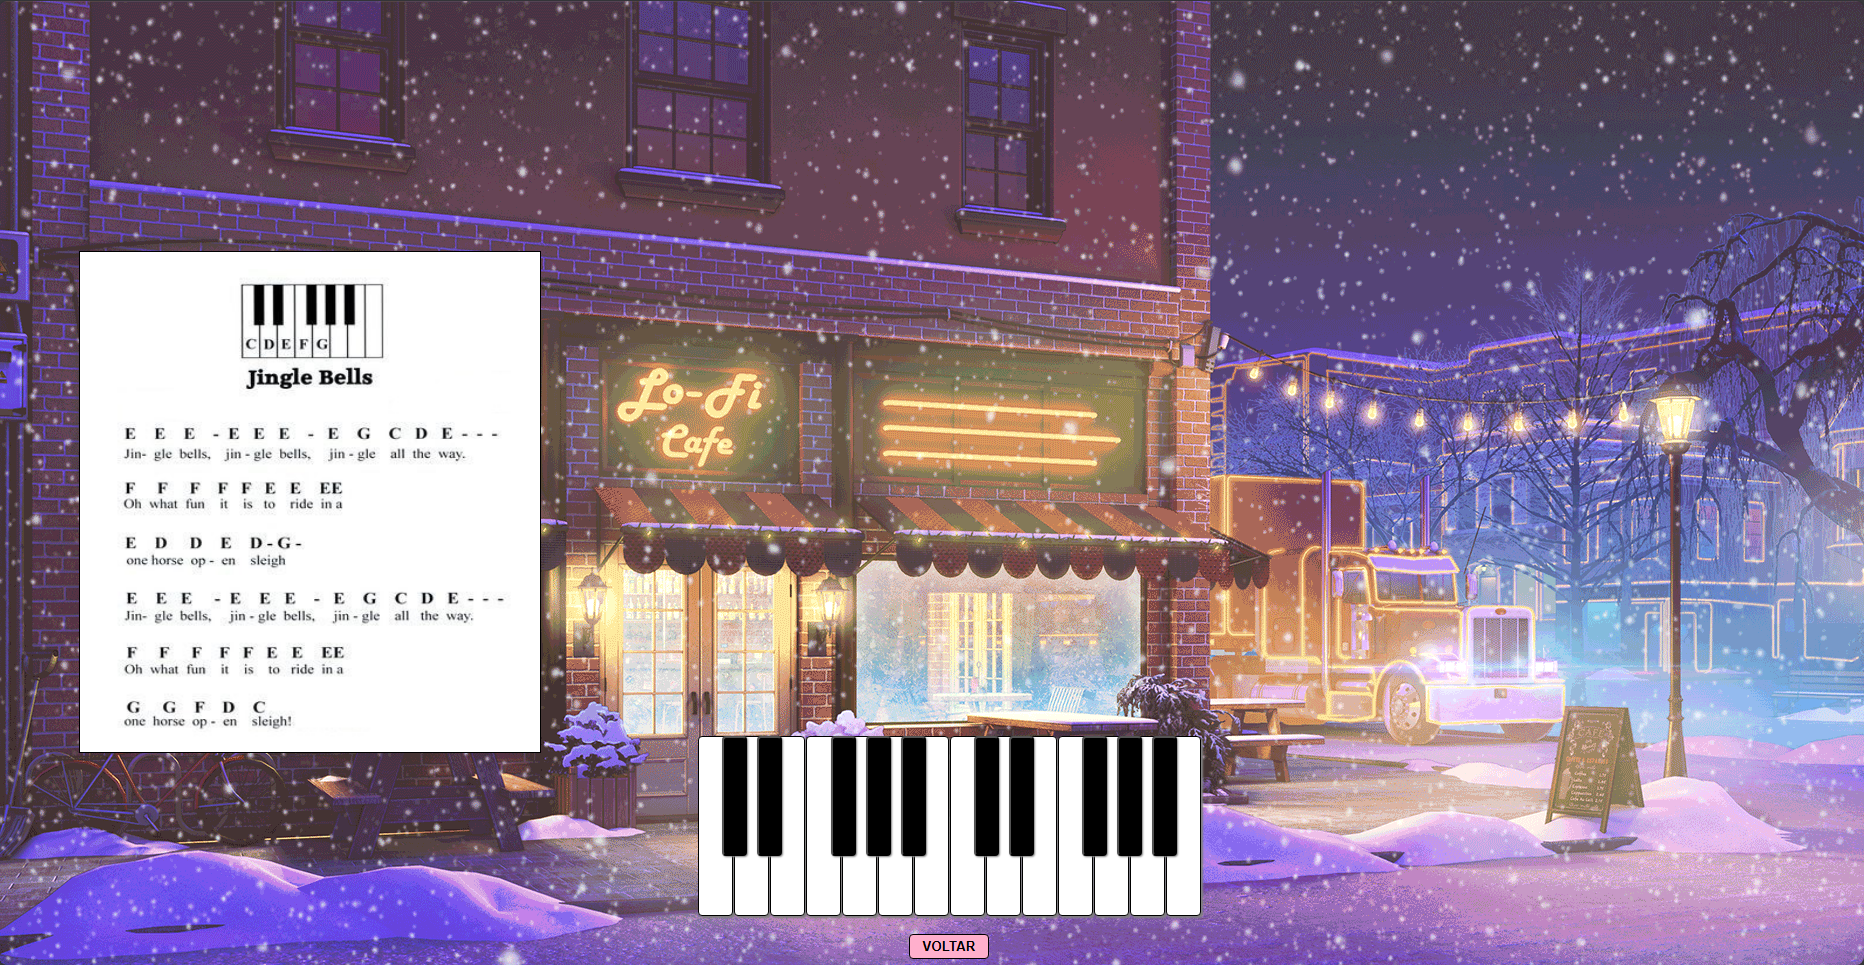 C D E F G
Jingle Bells
E E E - E E E - E G C D E - - -
Jin- gle bells, jin - gle bells, jin - gle all the way.
F F F F F E E EE
Oh what fun it is to ride in a
E D D E D - G -
one horse op - en sleigh
E E E - E E E - E G C D E - - -
Jin- gle bells, jin - gle bells, jin - gle all the way.
F F F F F E E EE
Oh what fun it is to ride in a
G G F D C
one horse op - en sleigh!
Lo-Fi
Cafe
VOLTAR